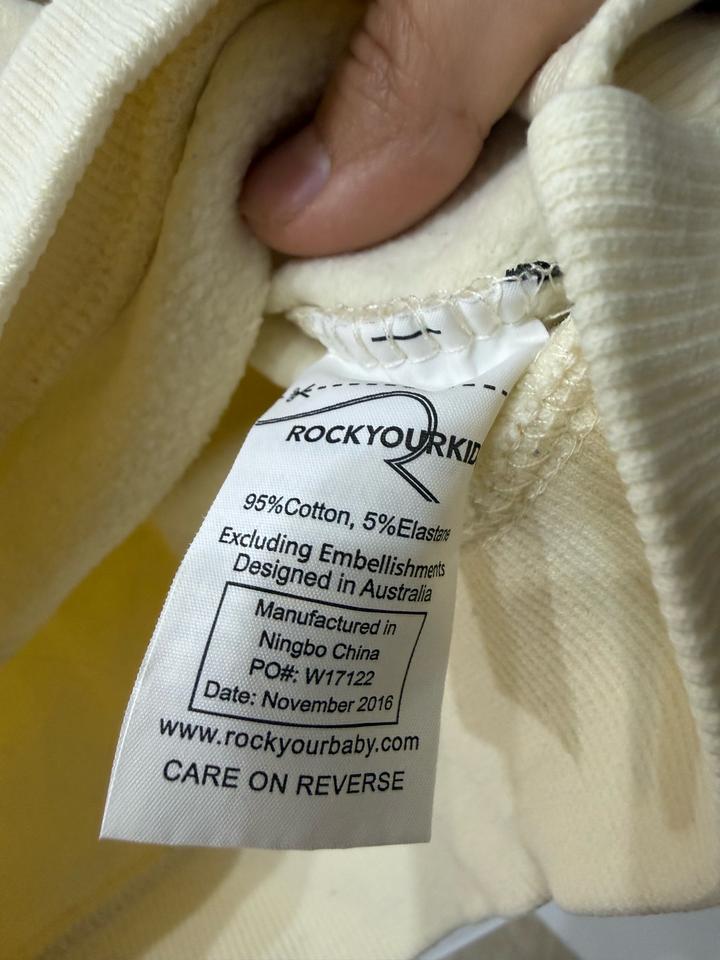 ROCKYOURKID
95%Cotton, 5%Elastane
Excluding Embellishments
Designed in Australia
Manufactured in
Ningbo China
PO#: W17122
Date: November 2016
www.rockyourbaby.com
CARE ON REVERSE